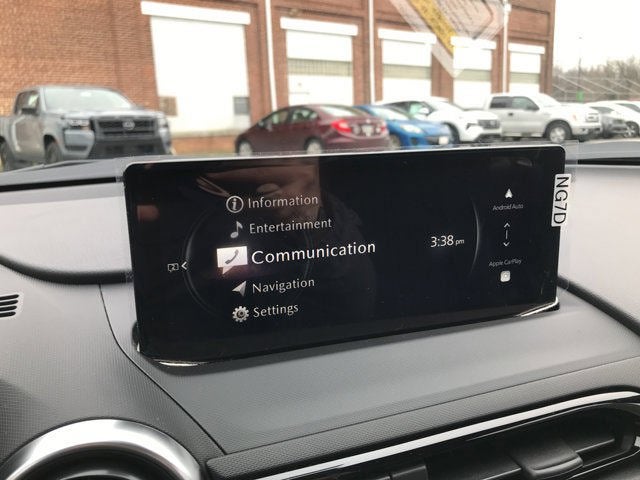 Information
Entertainment
Communication
Navigation
Settings
3:38 pm
Android Auto
Apple CarPlay
NG7D